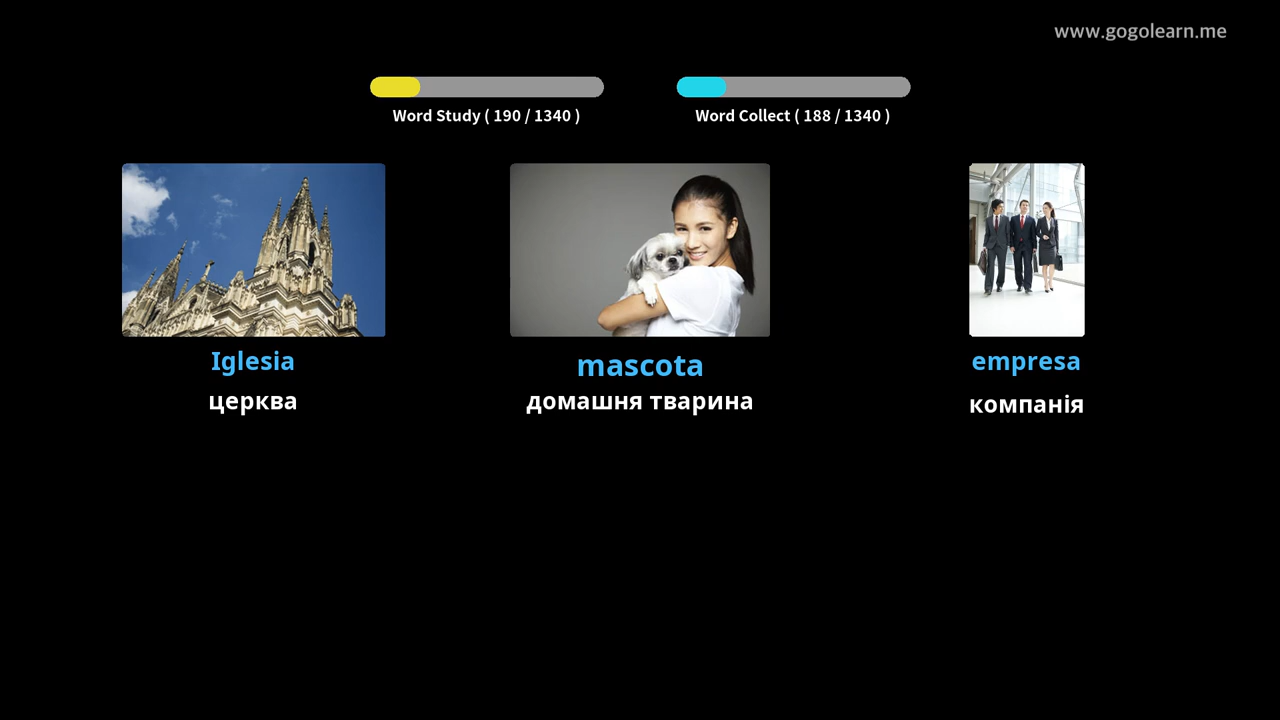 www.gogolearn.me
Word Study ( 190 / 1340 )
Word Collect ( 188 / 1340 )
Iglesia
mascota
empresa
церква
домашня тварина
компанія